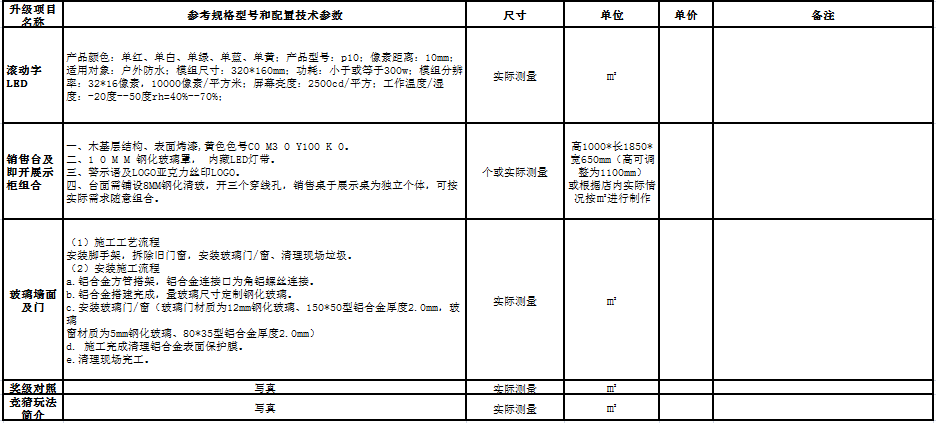 升级项目
名称
参考规格型号和配置技术参数
尺寸
单位
单价
备注
滚动字
LED
产品颜色：单红、单白、单绿、单蓝、单黄；产品型号：p10；像素距离：10mm；
适用对象：户外防水；模组尺寸：320*160mm；功耗：小于或等于300w；模组分辨
率：32*16像素，10000像素/平方米；屏幕亮度：2500cd/平方；工作温度/湿
度：-20度--50度rh=40%--70%；
实际测量
㎡
销售台及
即开展示
柜组合
一、木基层结构、表面烤漆,黄色色号C0 M3 0 Y100 K 0。
二、1 0 M M 钢化玻璃罩， 内藏LED灯带。
三、警示语及LOGO亚克力丝印LOGO。
四、台面需铺设8MM钢化清玻，开三个穿线孔，销售桌于展示桌为独立个体，可按
实际需求随意组合。
个或实际测量
高1000*长1850*
宽650mm（高可调
整为1100mm）
或根据店内实际情
况按㎡进行制作
玻璃墙面
及门
（1）施工工艺流程
安装脚手架，拆除旧门窗，安装玻璃门/窗、清理现场垃圾。
（2）安装施工流程
a.铝合金方管搭架，铝合金连接口为角铝螺丝连接。
b.铝合金搭建完成，量玻璃尺寸定制钢化玻璃。
c.安装玻璃门/窗（玻璃门材质为12mm钢化玻璃、150*50型铝合金厚度2.0mm，玻
璃
窗材质为5mm钢化玻璃、80*35型铝合金厚度2.0mm）
d. 施工完成清理铝合金表面保护膜。
e.清理现场完工。
实际测量
㎡
奖级对照
写真
实际测量
㎡
竞猜玩法
简介
写真
实际测量
㎡